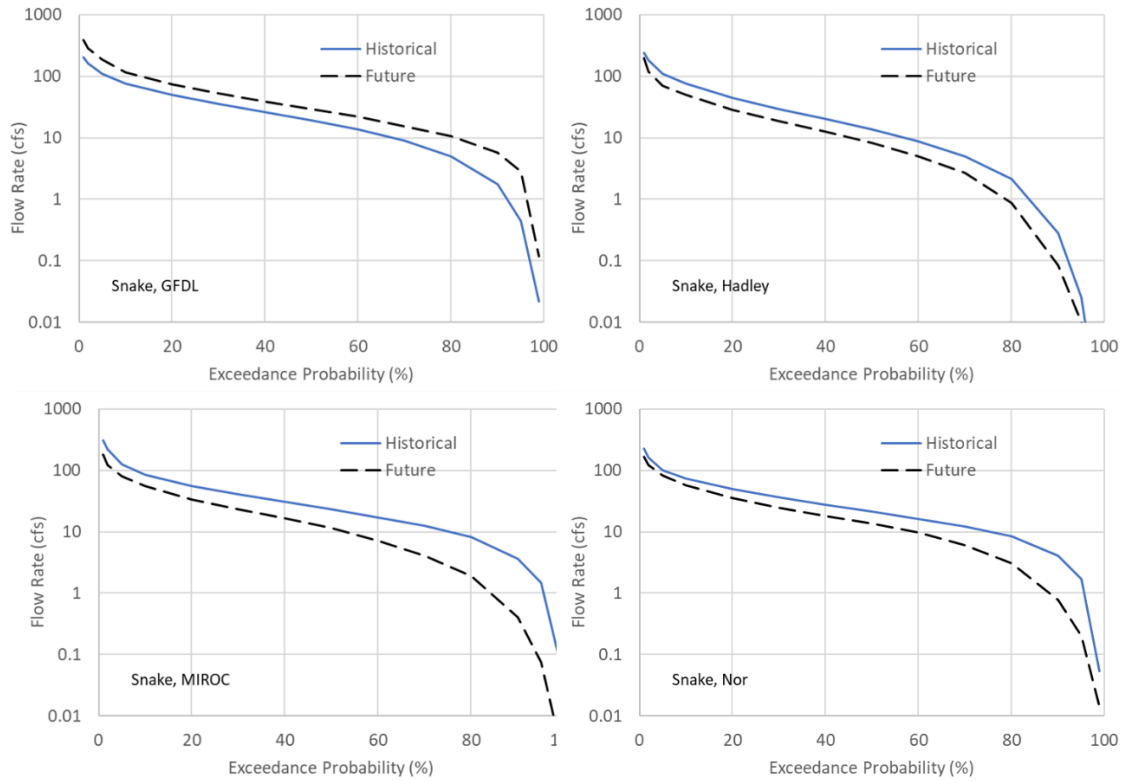 1000
100
10
1
0.1
0.01
Flow Rate (cfs)
Historical
Future
Snake, GFDL
0 20 40 60 80 100
Exceedance Probability (%)
1000
100
10
1
0.1
0.01
Flow Rate (cfs)
Historical
Future
Snake, Hadley
0 20 40 60 80 100
Exceedance Probability (%)
1000
100
10
1
0.1
0.01
Flow Rate (cfs)
Historical
Future
Snake, MIROC
0 20 40 60 80 1
Exceedance Probability (%)
1000
100
10
1
0.1
0.01
Flow Rate (cfs)
Historical
Future
Snake, Nor
0 20 40 60 80 100
Exceedance Probability (%)